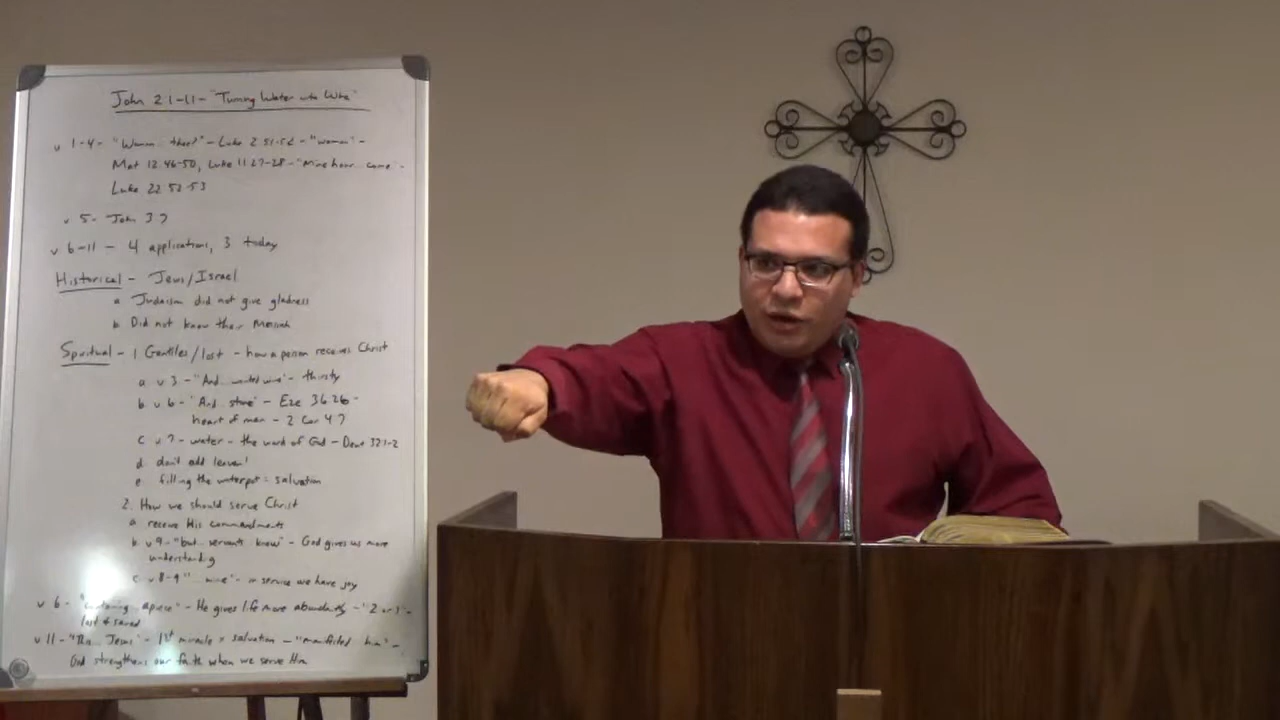 John 2:1-11 - "Turning Water into Wine"
v 1-4 - "Woman... thee?" - Luke 2:51-52 - "woman" -
Mat 12:46-50, Luke 11:27-28 - "Mine hour... come" -
Luke 22:52-53
v 5 - John 3:7
v 6-11 - 4 applications, 3 today
Historical - Jews/Israel
a Judaism did not give gladness
b Did not know their Messiah
Spiritual - 1 Gentiles/lost - how a person receives Christ
a v 3 - "And... wanted wine" - thirsty
b v 6 - "And... stone" - Eze 36:26 -
heart of man - 2 Cor 4:7
c v 7 - water - the word of God - Deut 32:1-2
d don't add leaven!
e filling the waterpot = salvation
2. How we should serve Christ
a receive His commandments
b v 9 - "but... servants knew" - God gives us more
understanding
c v 8-9 "... wine" - in service we have joy
v 6 - "containing... apiece" - He gives life more abundantly - "2 or 3" -
lost & saved
v 11 - "This... Jesus" - 1st miracle = salvation - "manifested... him" -
God strengthens our faith when we serve Him